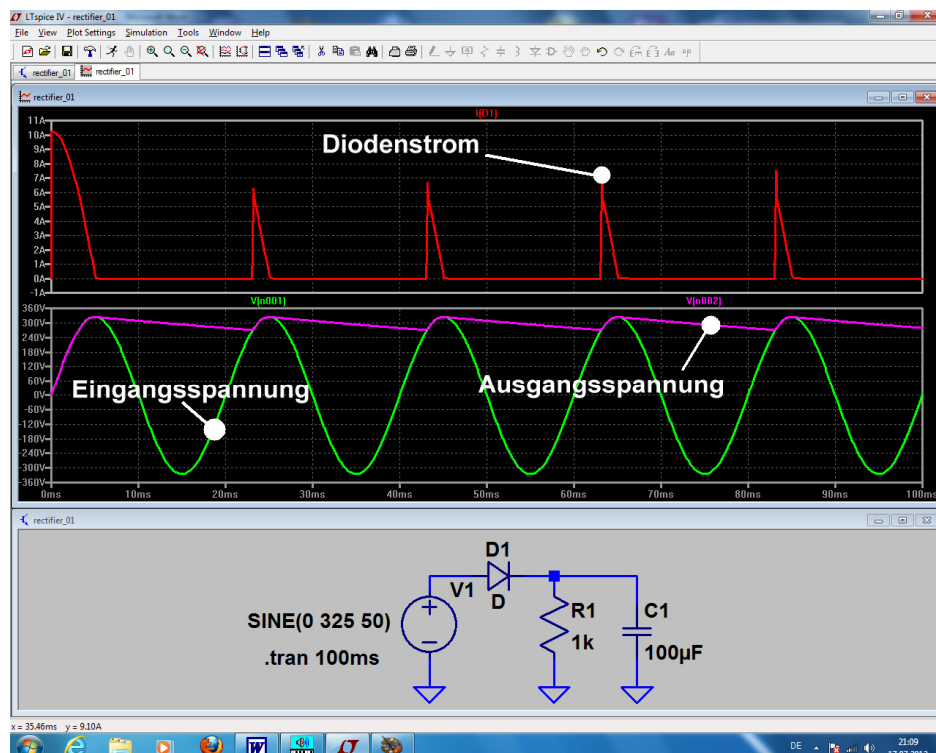 LTspice IV - rectifier_01
File View Plot Settings Simulation Tools Window Help
rectifier_01 rectifier_01
rectifier_01
I(D1)
11A
10A
9A
8A
7A
6A
5A
4A
3A
2A
1A
0A
-1A
Diodenstrom
V(n001) V(n002)
360V
300V
240V
180V
120V
60V
0V
-60V
-120V
-180V
-240V
-300V
-360V
Eingangsspannung
Ausgangsspannung
0ms 10ms 20ms 30ms 40ms 50ms 60ms 70ms 80ms 90ms 100ms
rectifier_01
D1
V1 D
SINE(0 325 50)
.tran 100ms
R1
1k
C1
100µF
x = 35.46ms y = 9.10A
DE
21:09